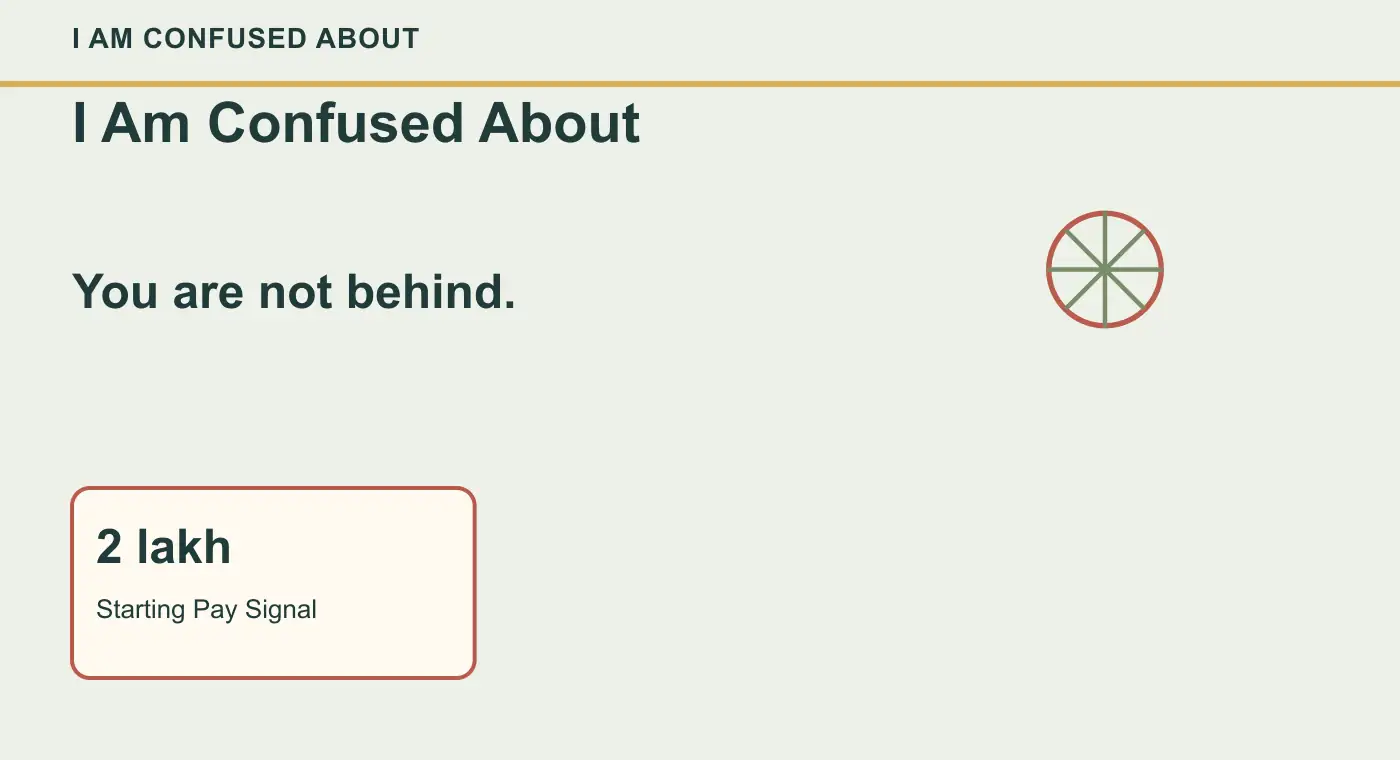 I AM CONFUSED ABOUT
I Am Confused About
You are not behind.
2 lakh
Starting Pay Signal